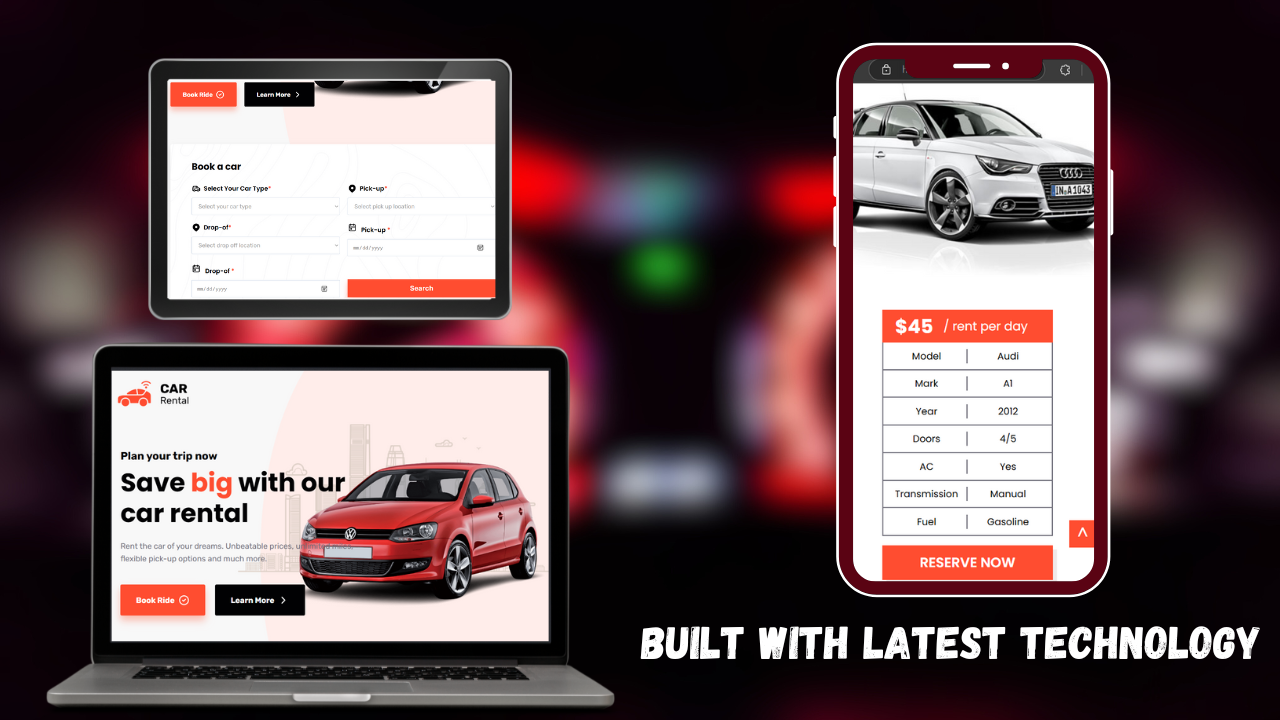 Book Ride
Learn More
Book a car
Select Your Car Type*
Pick-up*
Select your car type
Select pick up location
Drop-of*
Pick-up *
Select drop off location
mm/dd/yyyy
Drop-of *
mm/dd/yyyy
Search
CAR
Rental
Plan your trip now
Save big with our
car rental
Rent the car of your dreams. Unbeatable prices, unlimited miles,
flexible pick-up options and much more.
Book Ride
Learn More
IN A1043
$45 / rent per day
Model | Audi
Mark | A1
Year | 2012
Doors | 4/5
AC | Yes
Transmission | Manual
Fuel | Gasoline
RESERVE NOW
BUILT WITH LATEST TECHNOLOGY